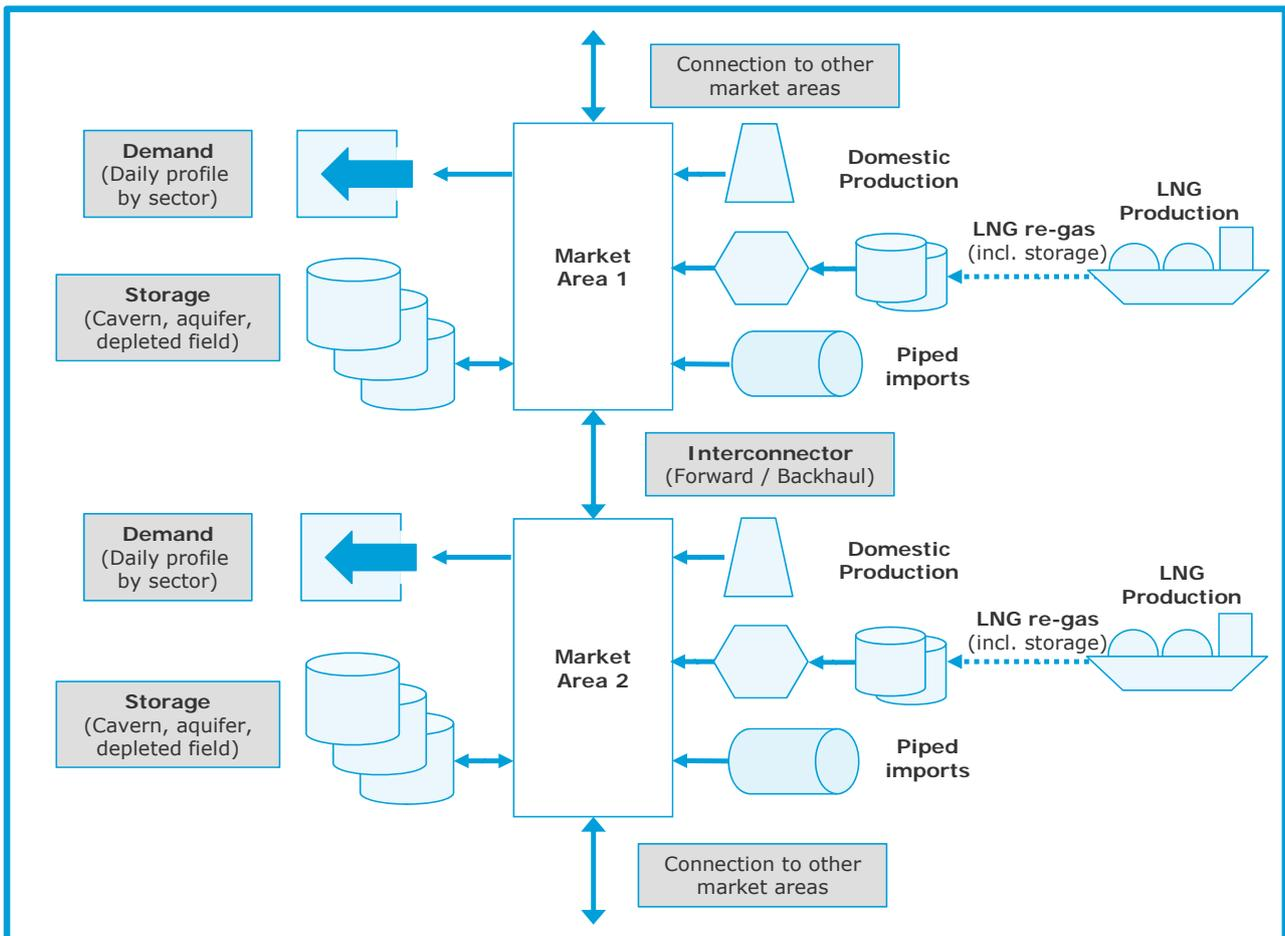 Connection to other
market areas
Demand
(Daily profile
by sector)
Domestic
Production
LNG
Production
LNG re-gas
(incl. storage)
Market
Area 1
Storage
(Cavern, aquifer,
depleted field)
Piped
imports
Interconnector
(Forward / Backhaul)
Demand
(Daily profile
by sector)
Domestic
Production
LNG
Production
LNG re-gas
(incl. storage)
Market
Area 2
Storage
(Cavern, aquifer,
depleted field)
Piped
imports
Connection to other
market areas